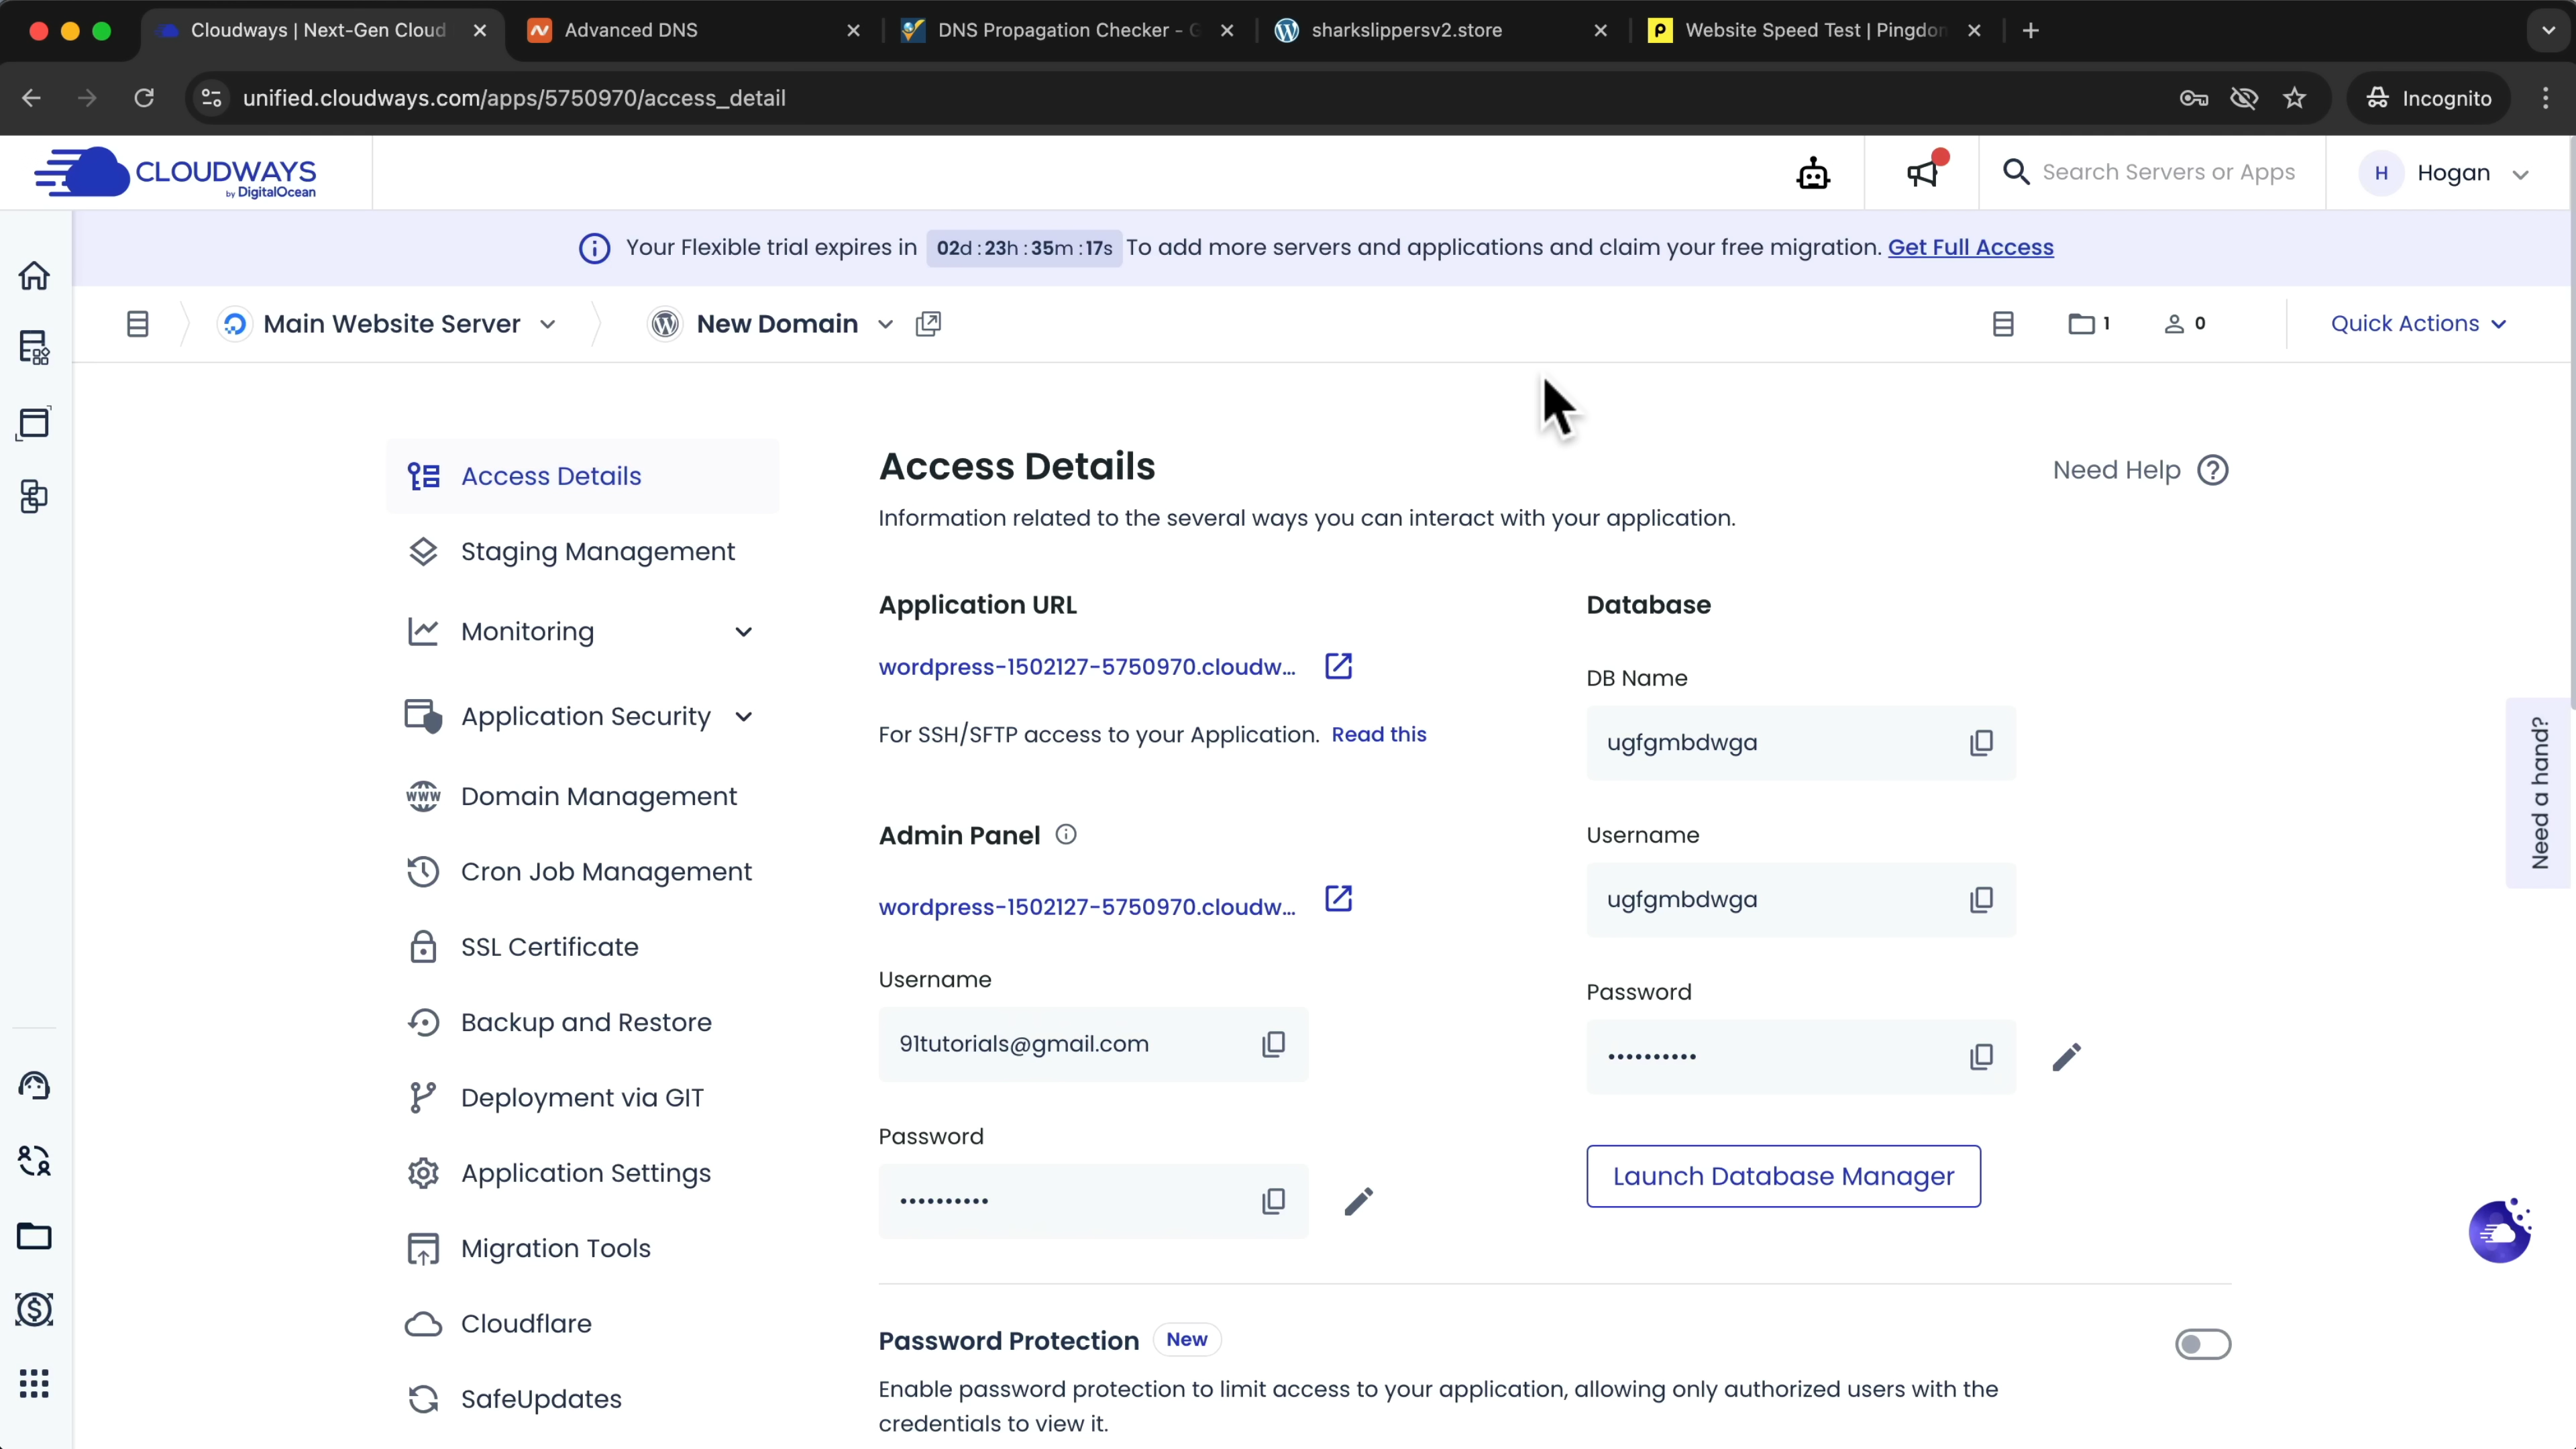 Cloudways | Next-Gen Cloud
Advanced DNS
DNS Propagation Checker - G
sharkslippersv2.store
Website Speed Test | Pingdom
unified.cloudways.com/apps/5750970/access_detail
Incognito
CLOUDWAYS
by DigitalOcean
Search Servers or Apps
H
Hogan
Your Flexible trial expires in 02d : 23h : 35m : 17s To add more servers and applications and claim your free migration. Get Full Access
Main Website Server
New Domain
1
0
Quick Actions
Access Details
Staging Management
Monitoring
Application Security
Domain Management
Cron Job Management
SSL Certificate
Backup and Restore
Deployment via GIT
Application Settings
Migration Tools
Cloudflare
SafeUpdates
Access Details
Need Help
Information related to the several ways you can interact with your application.
Application URL
wordpress-1502127-5750970.cloudw...
For SSH/SFTP access to your Application. Read this
Admin Panel
wordpress-1502127-5750970.cloudw...
Username
91tutorials@gmail.com
Password
••••••••••
Database
DB Name
ugfgmbdwga
Username
ugfgmbdwga
Password
••••••••••
Launch Database Manager
Password Protection New
Enable password protection to limit access to your application, allowing only authorized users with the
credentials to view it.
Need a hand?